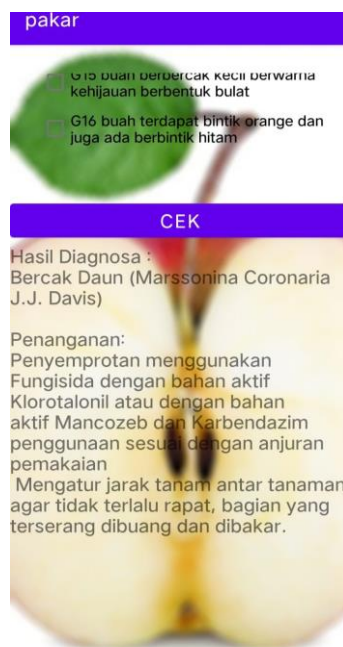 pakar
G15 buah berbercak kecil berwarna
kehijauan berbentuk bulat
G16 buah terdapat bintik orange dan
juga ada berbintik hitam
CEK
Hasil Diagnosa :
Bercak Daun (Marssonina Coronaria
J.J. Davis)
Penanganan:
Penyemprotan menggunakan
Fungisida dengan bahan aktif
Klorotalonil atau dengan bahan
aktif Mancozeb dan Karbendazim
penggunaan sesuai dengan anjuran
pemakaian
Mengatur jarak tanam antar tanaman
agar tidak terlalu rapat, bagian yang
terserang dibuang dan dibakar.